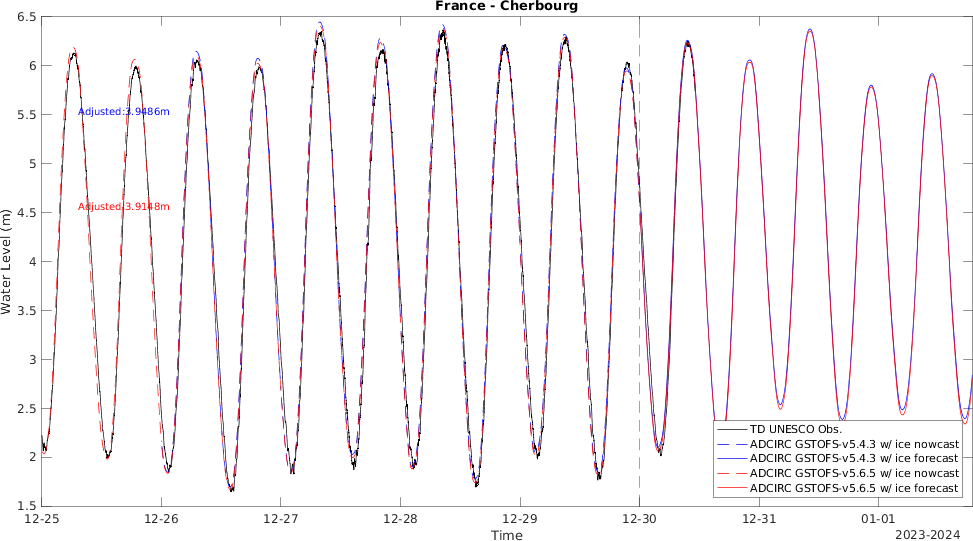 France - Cherbourg
6.5
6
5.5
5
4.5
4
3.5
3
2.5
2
1.5
Water Level (m)
Adjusted:3.9486m
Adjusted:3.9148m
TD UNESCO Obs.
ADCIRC GSTOFS-v5.4.3 w/ ice nowcast
ADCIRC GSTOFS-v5.4.3 w/ ice forecast
ADCIRC GSTOFS-v5.6.5 w/ ice nowcast
ADCIRC GSTOFS-v5.6.5 w/ ice forecast
12-25 12-26 12-27 12-28 12-29 12-30 12-31 01-01
Time
2023-2024